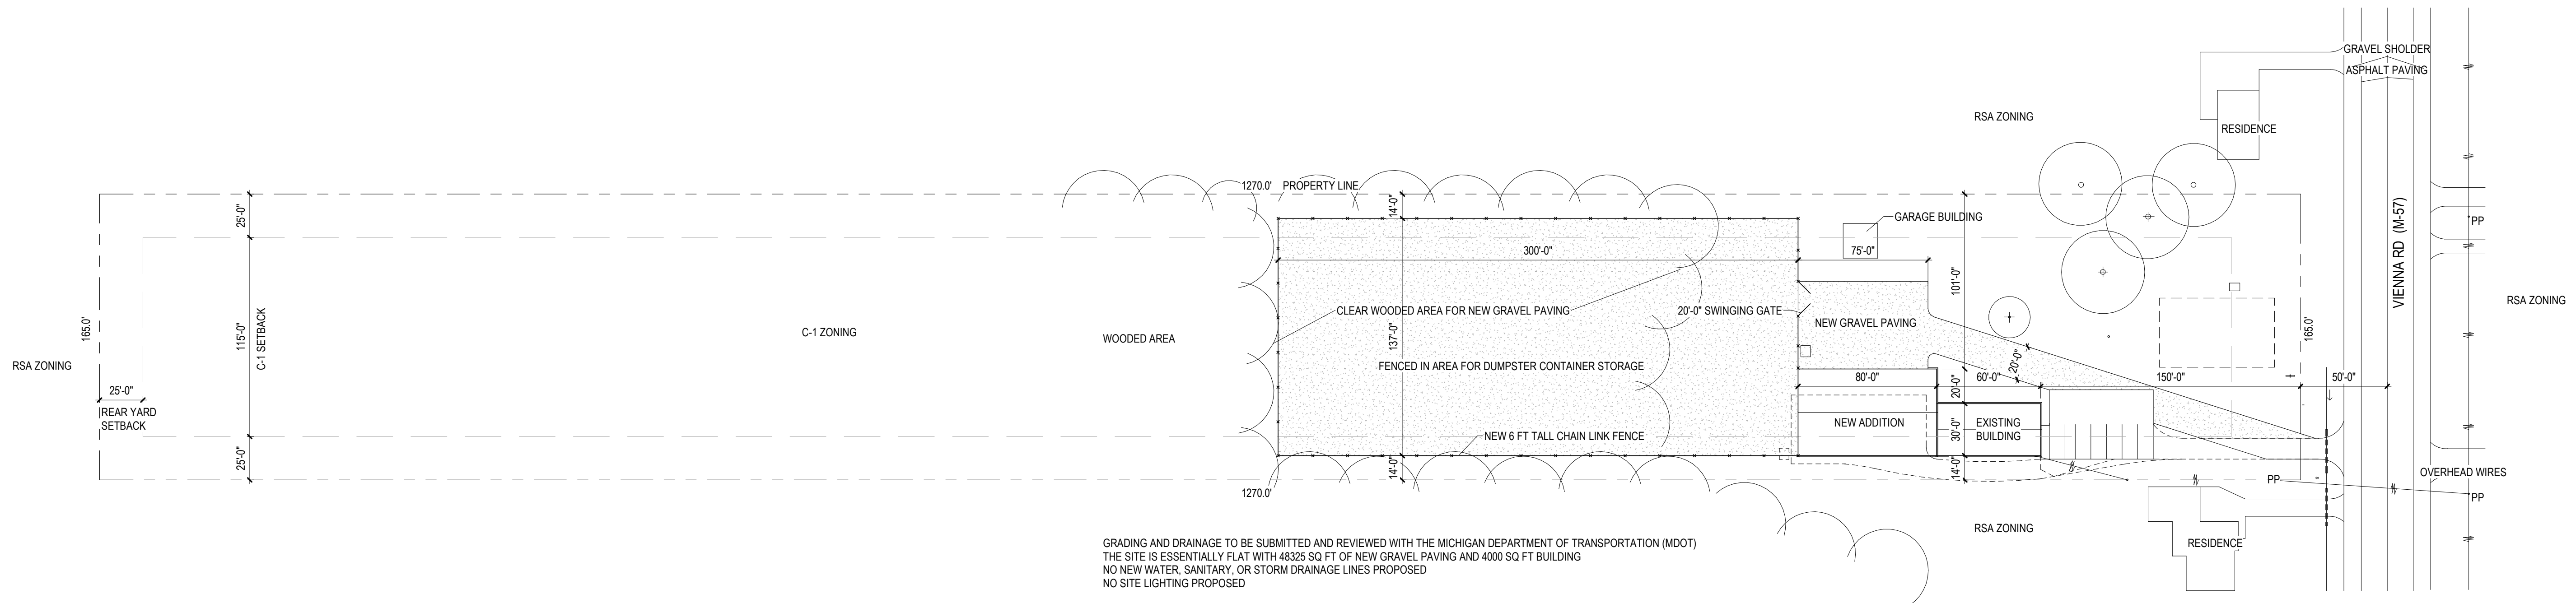 GRAVEL SHOLDER
ASPHALT PAVING
RSA ZONING
RESIDENCE
1270.0'
PROPERTY LINE
25'-0"
14'-0"
GARAGE BUILDING
VIENNA RD (M-57)
PP
300'-0"
75'-0"
101'-0"
RSA ZONING
165.0'
115'-0"
C-1 SETBACK
C-1 ZONING
WOODED AREA
CLEAR WOODED AREA FOR NEW GRAVEL PAVING
137'-0"
20'-0" SWINGING GATE
NEW GRAVEL PAVING
165.0'
RSA ZONING
FENCED IN AREA FOR DUMPSTER CONTAINER STORAGE
20'-0"
80'-0"
60'-0"
150'-0"
50'-0"
25'-0"
20'-0"
REAR YARD
SETBACK
NEW ADDITION
EXISTING
BUILDING
30'-0"
NEW 6 FT TALL CHAIN LINK FENCE
25'-0"
14'-0"
14'-0"
OVERHEAD WIRES
PP
1270.0'
PP
RSA ZONING
RESIDENCE
GRADING AND DRAINAGE TO BE SUBMITTED AND REVIEWED WITH THE MICHIGAN DEPARTMENT OF TRANSPORTATION (MDOT)
THE SITE IS ESSENTIALLY FLAT WITH 48325 SQ FT OF NEW GRAVEL PAVING AND 4000 SQ FT BUILDING
NO NEW WATER, SANITARY, OR STORM DRAINAGE LINES PROPOSED
NO SITE LIGHTING PROPOSED